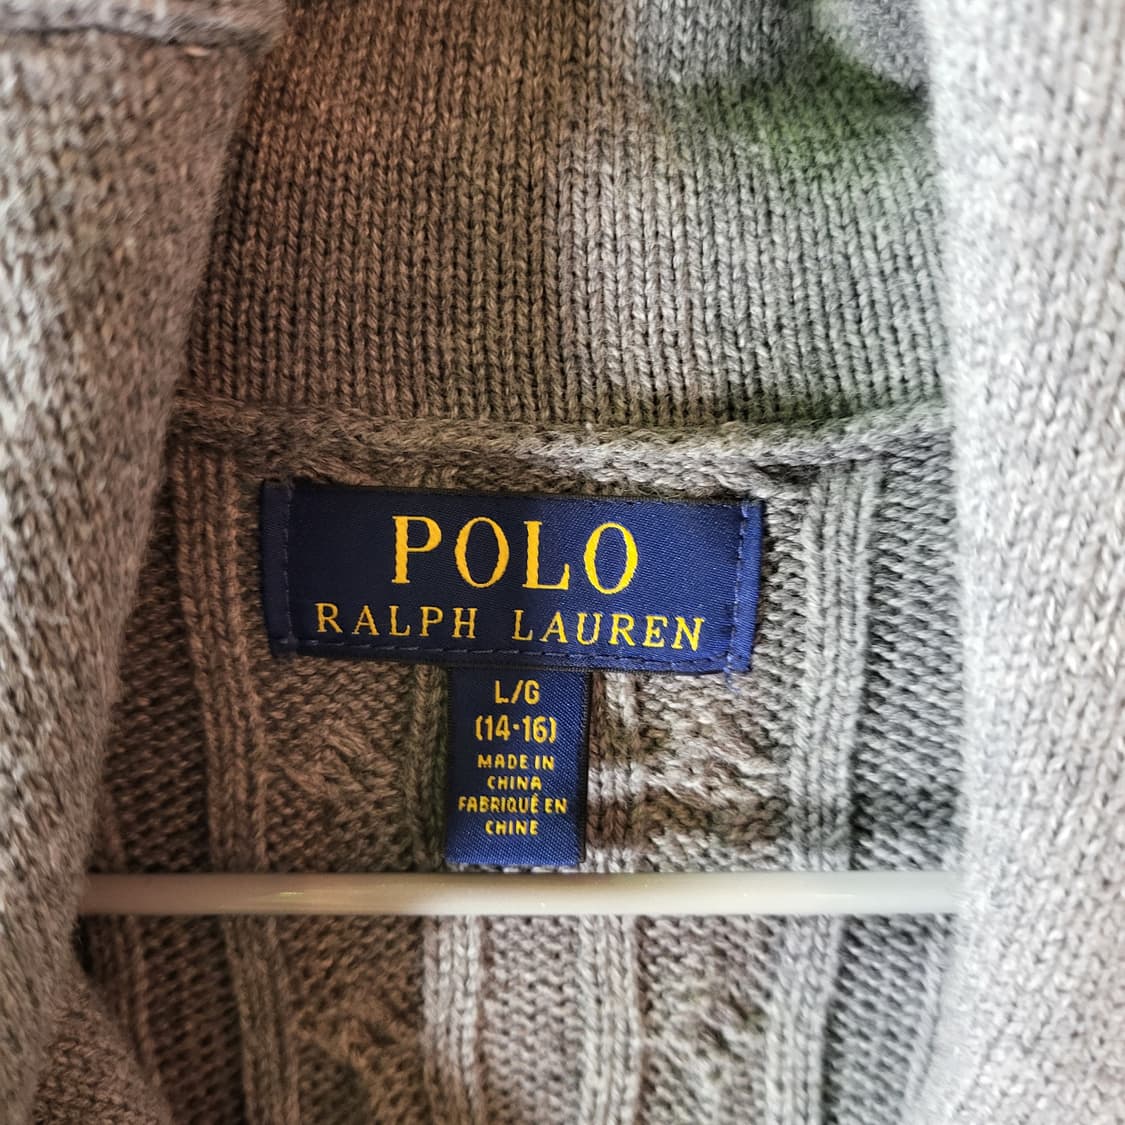 POLO
RALPH LAUREN
L/G
(14-16)
MADE IN
CHINA
FABRIQUÉ EN
CHINE